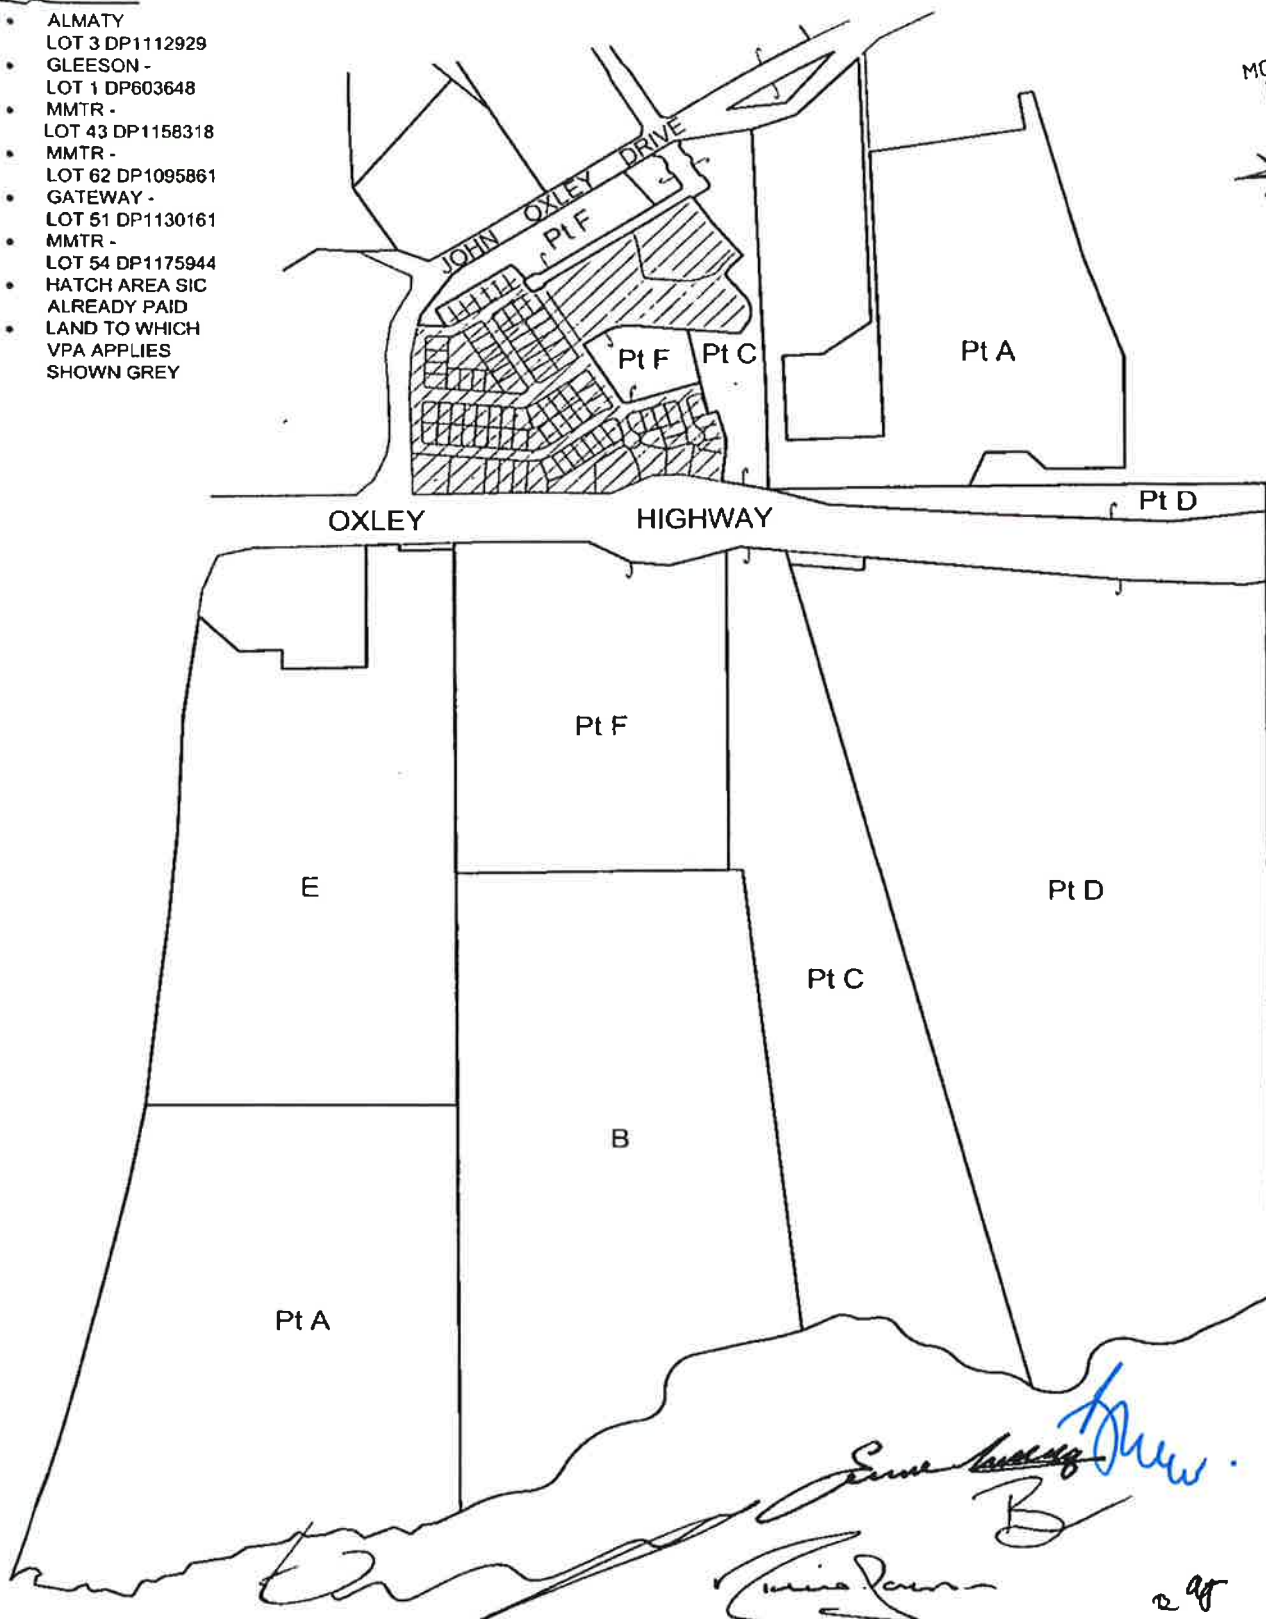 • ALMATY
LOT 3 DP1112929
• GLEESON -
LOT 1 DP603648
• MMTR -
LOT 43 DP1158318
• MMTR -
LOT 62 DP1095861
• GATEWAY -
LOT 51 DP1130161
• MMTR -
LOT 54 DP1175944
• HATCH AREA SIC
ALREADY PAID
• LAND TO WHICH
VPA APPLIES
SHOWN GREY
JOHN OXLEY DRIVE
Pt F
Pt F
Pt C
Pt A
Pt D
OXLEY HIGHWAY
Pt F
E
Pt D
Pt C
B
Pt A